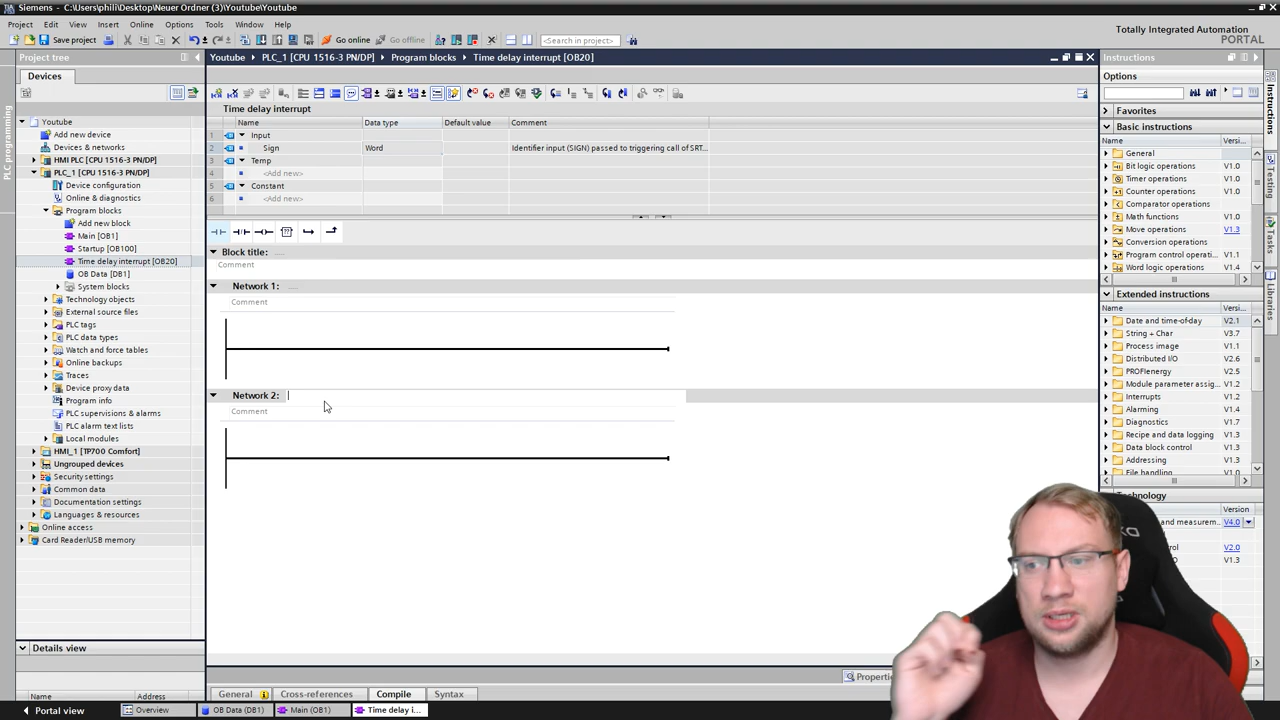 Siemens - C:\Users\phili\Desktop\Neuer Ordner (3)\Youtube\Youtube
Project Edit View Insert Online Options Tools Window Help
Totally Integrated Automation
PORTAL
Save project Go online Go offline <Search in project>
Project tree
Youtube PLC_1 [CPU 1516-3 PN/DP] Program blocks Time delay interrupt [OB20]
Instructions
Devices
Options
PLC programming
Youtube
Add new device
Devices & networks
HMI PLC [CPU 1516-3 PN/DP]
PLC_1 [CPU 1516-3 PN/DP]
Device configuration
Online & diagnostics
Program blocks
Add new block
Main [OB1]
Startup [OB100]
Time delay interrupt [OB20]
OB Data [DB1]
System blocks
Technology objects
External source files
PLC tags
PLC data types
Watch and force tables
Online backups
Traces
Device proxy data
Program info
PLC supervisions & alarms
PLC alarm text lists
Local modules
HMI_1 [TP700 Comfort]
Ungrouped devices
Security settings
Common data
Documentation settings
Languages & resources
Online access
Card Reader/USB memory
Details view
Name Address
Time delay interrupt
Name Data type Default value Comment
1 Input
2 Sign Word Identifier input (SIGN) passed to triggering call of SRT...
3 Temp
4 <Add new>
5 Constant
6 <Add new>
Block title:
Comment
Network 1:
Comment
Network 2:
Comment
Favorites
Basic instructions
Name Versi...
General
Bit logic operations V1.0
Timer operations V1.0
Counter operations V1.0
Comparator operations
Math functions V1.0
Move operations V1.3
Conversion operations
Program control operati... V1.1
Word logic operations V1.4
Extended instructions
Name Versi...
Date and time-of-day V2.1
String + Char V3.7
Process image V1.1
Distributed I/O V2.6
PROFIenergy V2.6
Module parameter assig... V1.2
Interrupts V1.2
Alarming V1.2
Diagnostics V1.2
Recipe and data logging V1.3
Data block control V1.3
Addressing V1.3
File handling V1.0
Technology
Version
and measurem... V4.0
V2.0
V1.3
Instructions
Testing
Tasks
Libraries
Properties
General Cross-references Compile Syntax
Portal view Overview OB Data (DB1) Main (OB1) Time delay i...